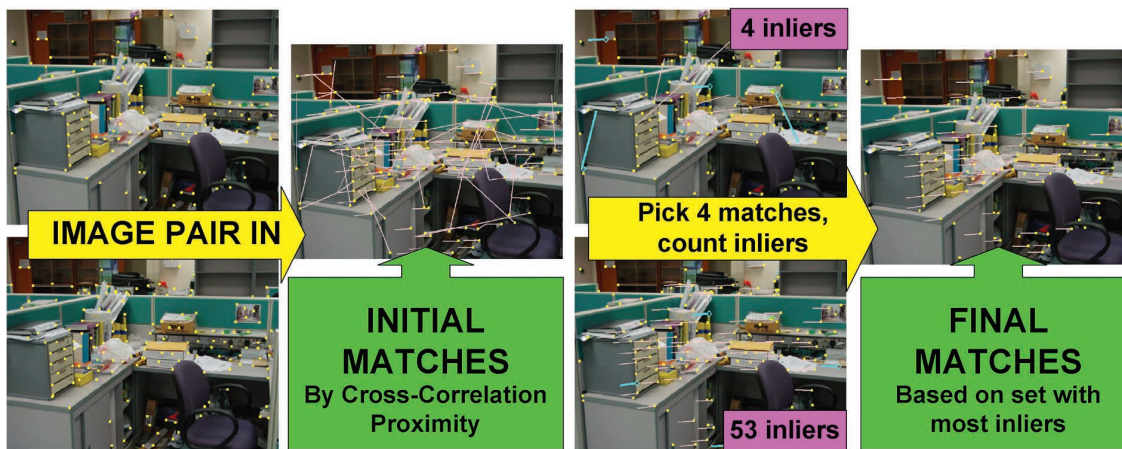 IMAGE PAIR IN
INITIAL
MATCHES
By Cross-Correlation
Proximity
4 inliers
Pick 4 matches,
count inliers
53 inliers
FINAL
MATCHES
Based on set with
most inliers